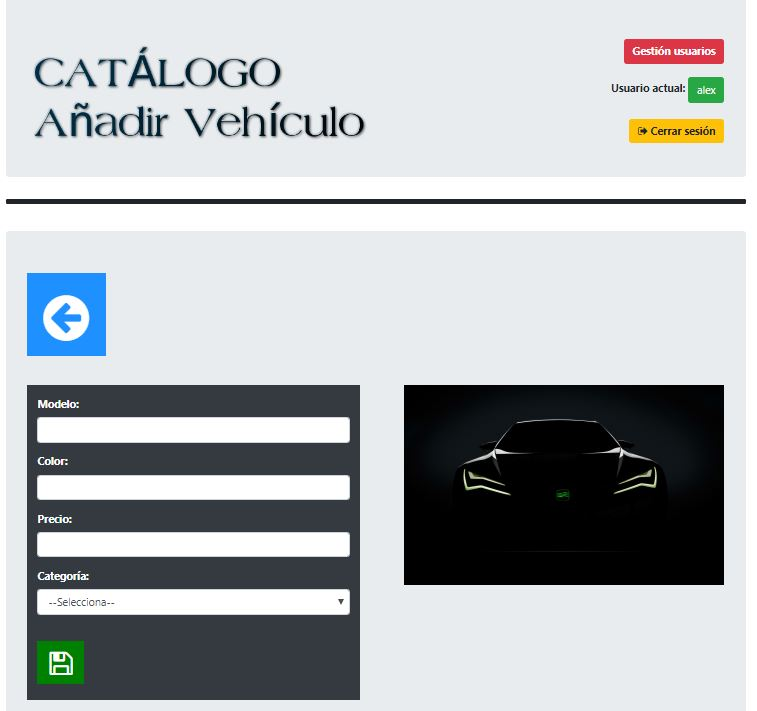 CATÁLOGO
Añadir Vehículo
Gestión usuarios
Usuario actual: alex
Cerrar sesión
Modelo:
Color:
Precio:
Categoría:
--Selecciona--